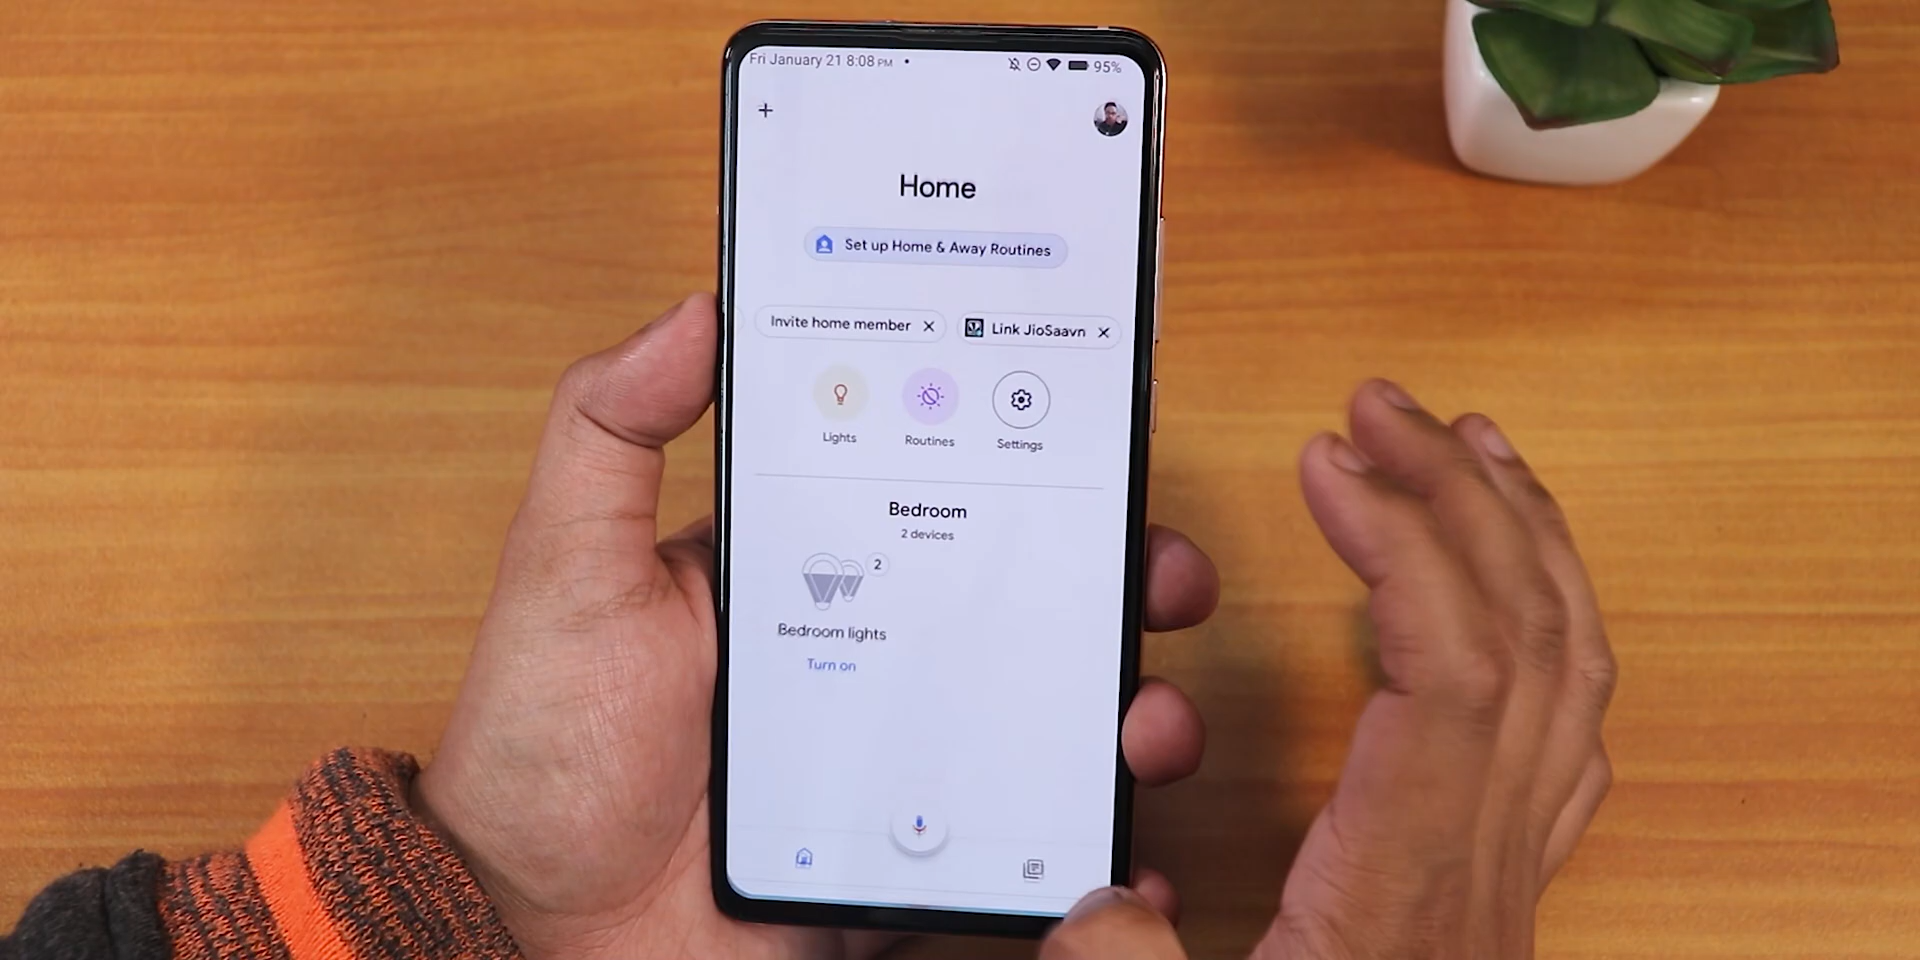 Fri January 21 8:08 PM
95%
Home
Set up Home & Away Routines
Invite home member
Link JioSaavn
Lights
Routines
Settings
Bedroom
2 devices
2
Bedroom lights
Turn on